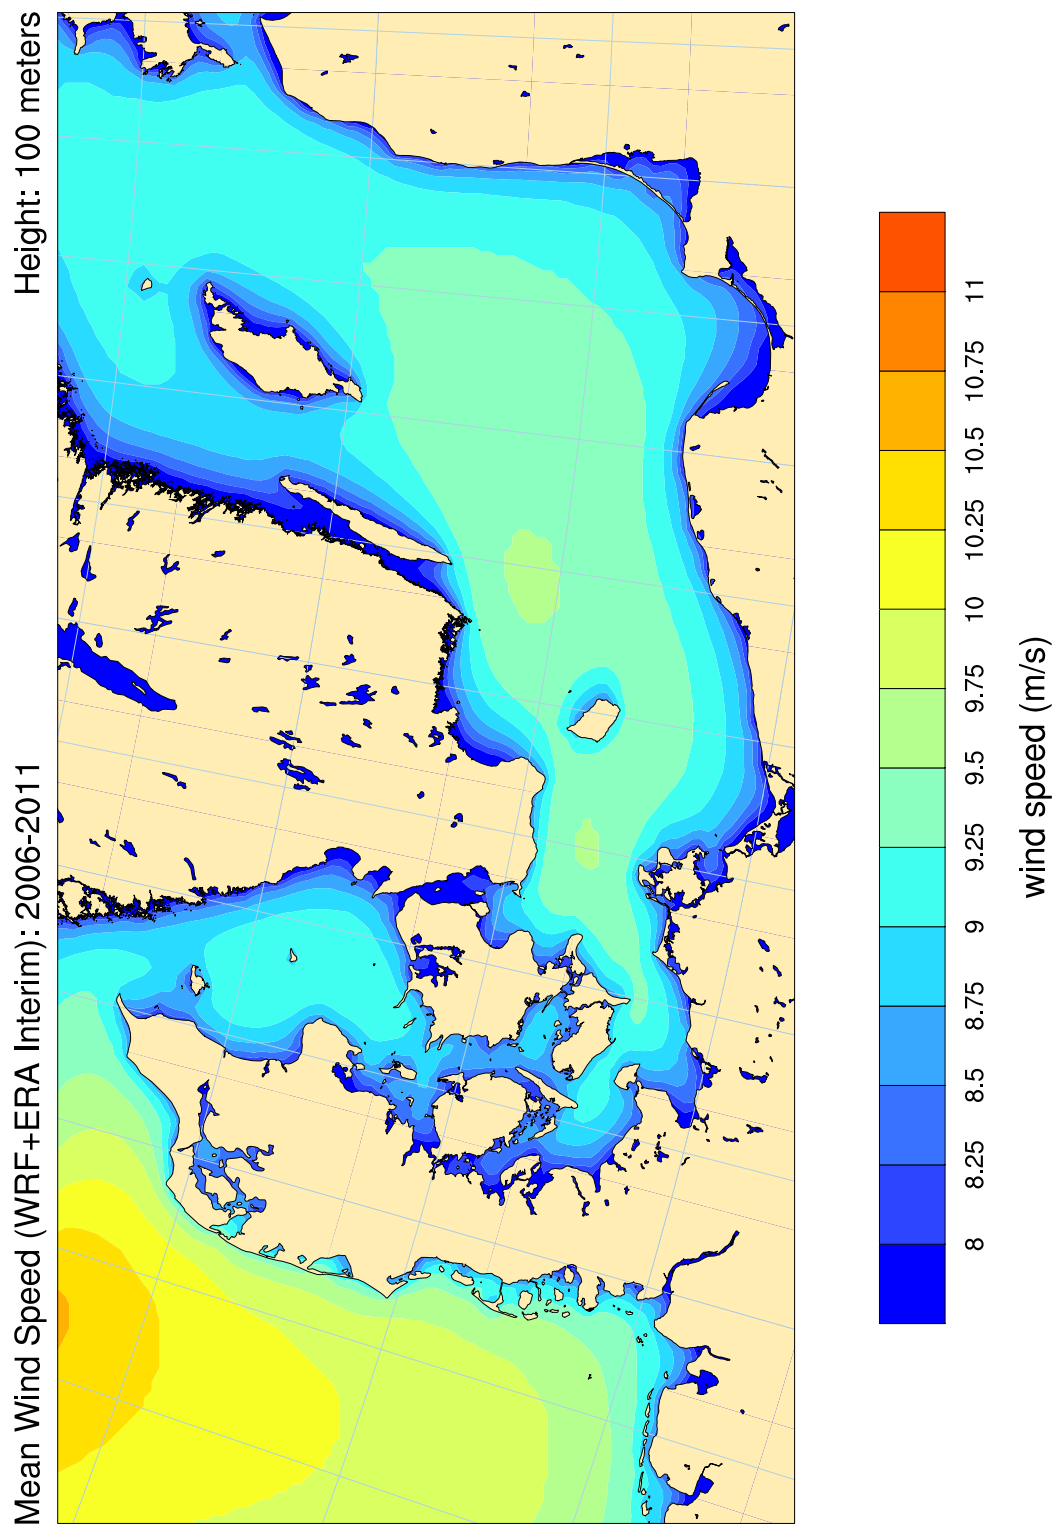 Mean Wind Speed (WRF+ERA Interim): 2006-2011 Height: 100 meters
8 8.25 8.5 8.75 9 9.25 9.5 9.75 10 10.25 10.5 10.75 11
wind speed (m/s)